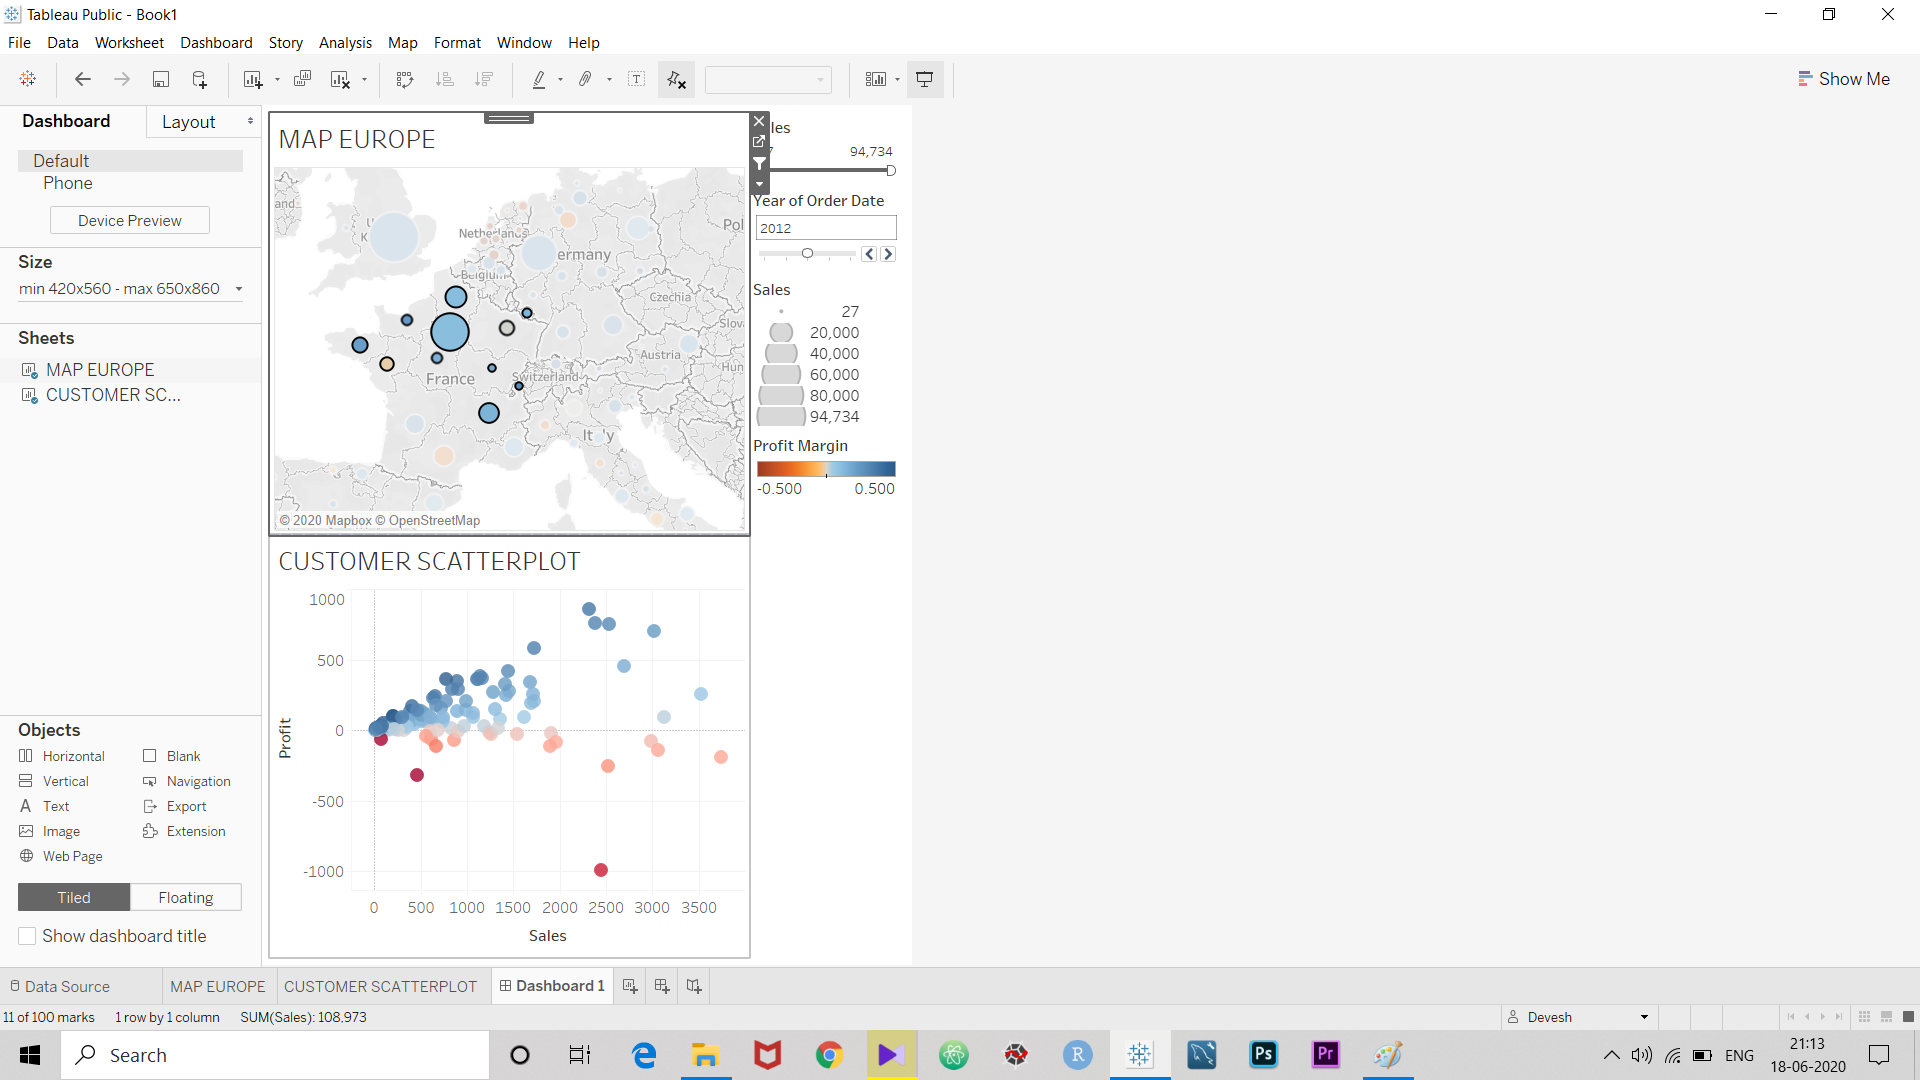 Tableau Public - Book1
File Data Worksheet Dashboard Story Analysis Map Format Window Help
Show Me
Dashboard Layout
Default
Phone
Device Preview
Size
min 420x560 - max 650x860
Sheets
MAP EUROPE
CUSTOMER SC...
Objects
Horizontal Blank
Vertical Navigation
Text Export
Image Extension
Web Page
Tiled Floating
Show dashboard title
MAP EUROPE
Netherlands
Belgium
ermany
Pol
Czechia
Slova
Austria
Hun
France
Switzerland
Italy
© 2020 Mapbox © OpenStreetMap
les
94,734
Year of Order Date
2012
Sales
27
20,000
40,000
60,000
80,000
94,734
Profit Margin
-0.500 0.500
CUSTOMER SCATTERPLOT
1000
500
0
-500
-1000
Profit
0 500 1000 1500 2000 2500 3000 3500
Sales
Data Source MAP EUROPE CUSTOMER SCATTERPLOT Dashboard 1
11 of 100 marks 1 row by 1 column SUM(Sales): 108,973
Devesh
Search
R
Ps
Pr
ENG
21:13
18-06-2020